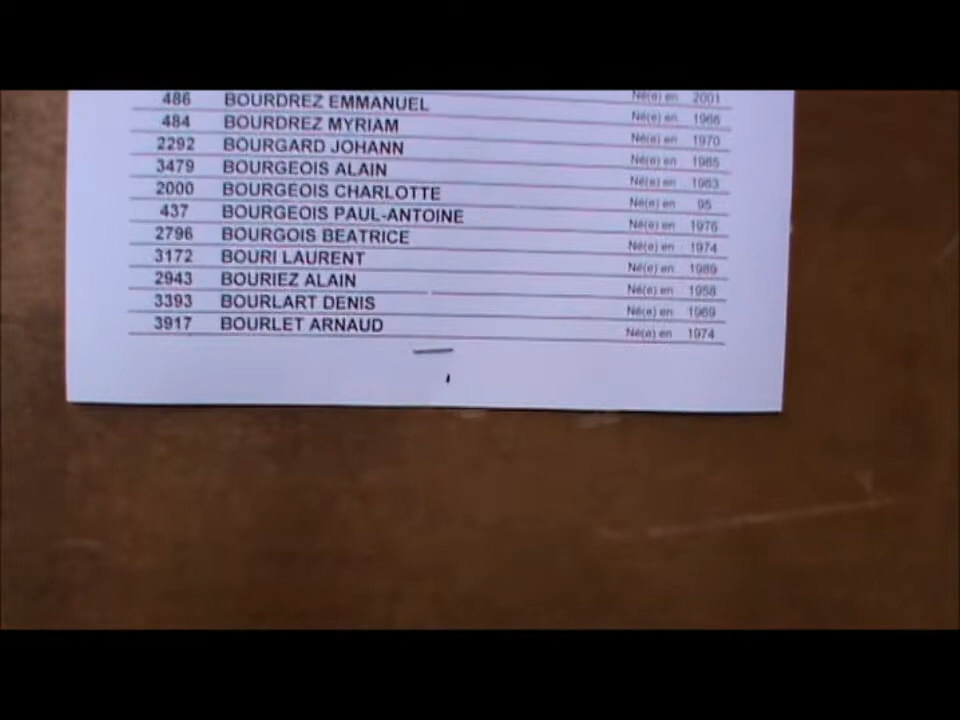 Né(e) en 2001
486 BOURDREZ EMMANUEL Né(e) en 1966
484 BOURDREZ MYRIAM Né(e) en 1970
2292 BOURGARD JOHANN Né(e) en 1985
3479 BOURGEOIS ALAIN Né(e) en 1963
2000 BOURGEOIS CHARLOTTE Né(e) en 95
437 BOURGEOIS PAUL-ANTOINE Né(e) en 1976
2796 BOURGOIS BEATRICE Né(e) en 1974
3172 BOURI LAURENT Né(e) en 1989
2943 BOURIEZ ALAIN Né(e) en 1958
3393 BOURLART DENIS Né(e) en 1969
3917 BOURLET ARNAUD Né(e) en 1974